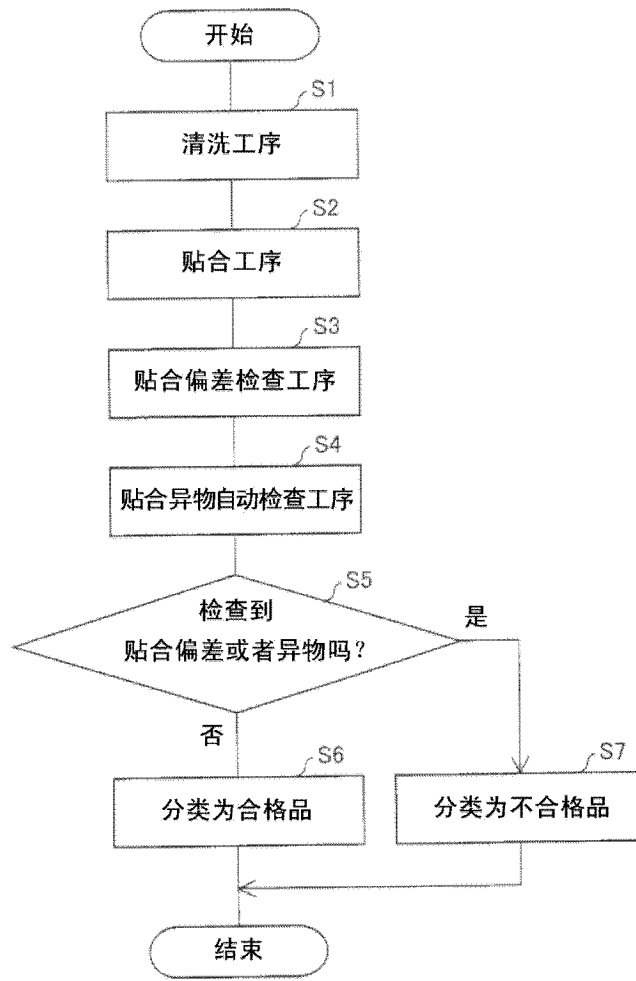 开始
S1
清洗工序
S2
贴合工序
S3
贴合偏差检查工序
S4
贴合异物自动检查工序
S5
检查到
贴合偏差或者异物吗?
是
否
S6
分类为合格品
S7
分类为不合格品
结束